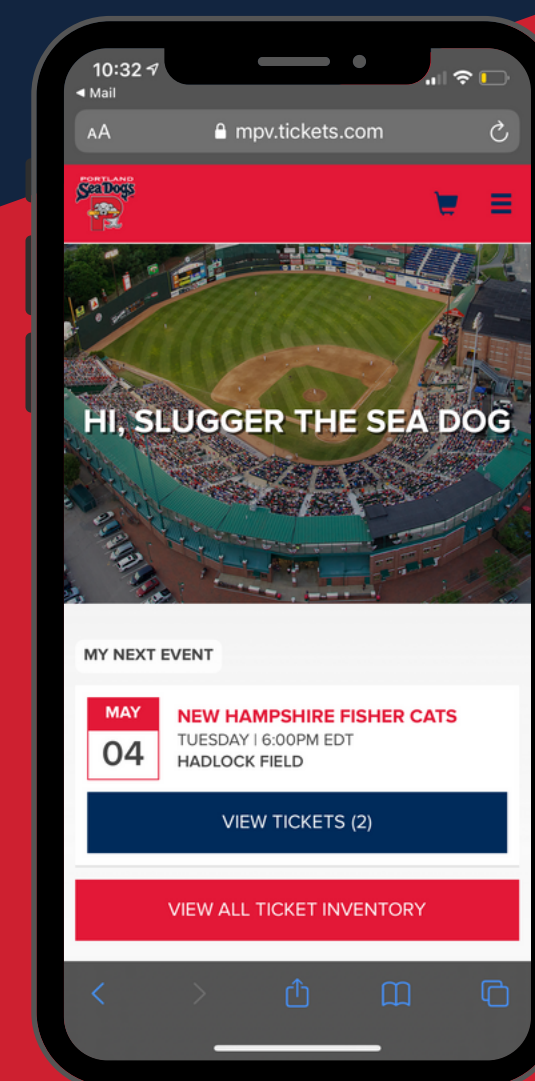 10:32
◀ Mail
AA mpv.tickets.com
PORTLAND
Sea Dogs
HI, SLUGGER THE SEA DOG
MY NEXT EVENT
MAY
04
NEW HAMPSHIRE FISHER CATS
TUESDAY | 6:00PM EDT
HADLOCK FIELD
VIEW TICKETS (2)
VIEW ALL TICKET INVENTORY